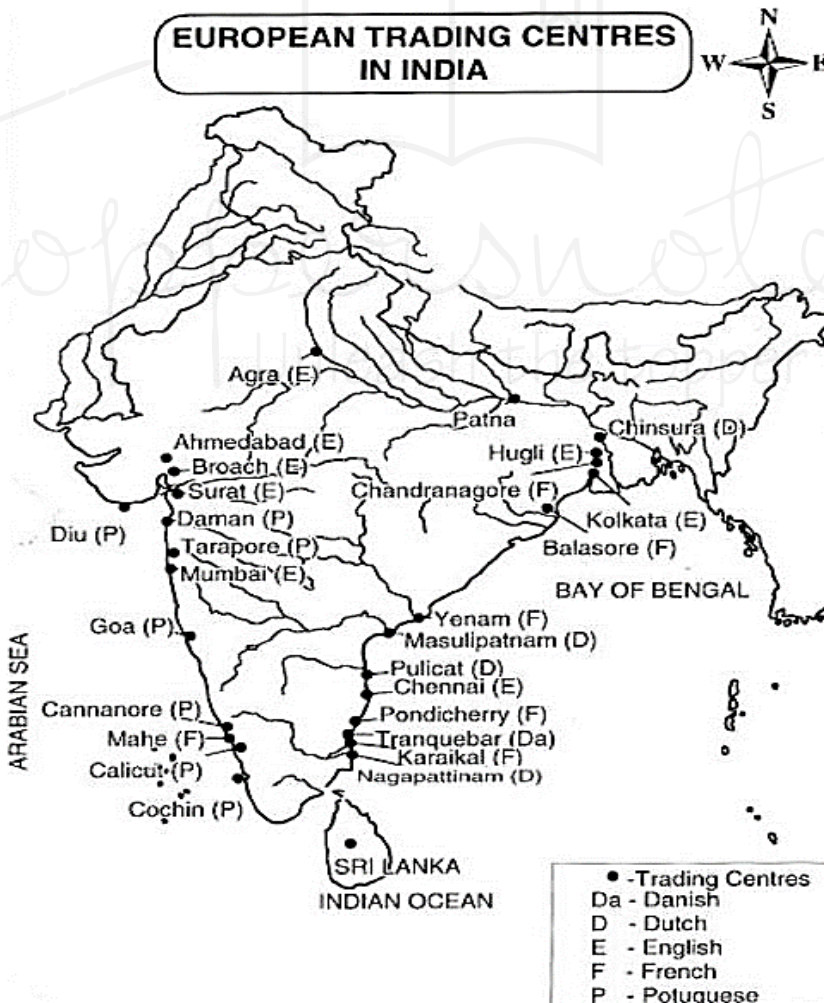 EUROPEAN TRADING CENTRES
IN INDIA
N
W
E
S
Agra (E)
Patna
Chinsura (D)
Ahmedabad (E)
Hugli (E)
Broach (E)
Surat (E)
Chandranagore (F)
Kolkata (E)
Diu (P)
Daman (P)
Balasore (F)
Tarapore (P)
Mumbai (E)
BAY OF BENGAL
Goa (P)
Yenam (F)
Masulipatnam (D)
ARABIAN SEA
Pulicat (D)
Chennai (E)
Cannanore (P)
Pondicherry (F)
Mahe (F)
Tranquebar (Da)
Karaikal (F)
Calicut (P)
Nagapattinam (D)
Cochin (P)
SRI LANKA
INDIAN OCEAN
-Trading Centres
Da - Danish
D - Dutch
E - English
F - French
P - Potuguese